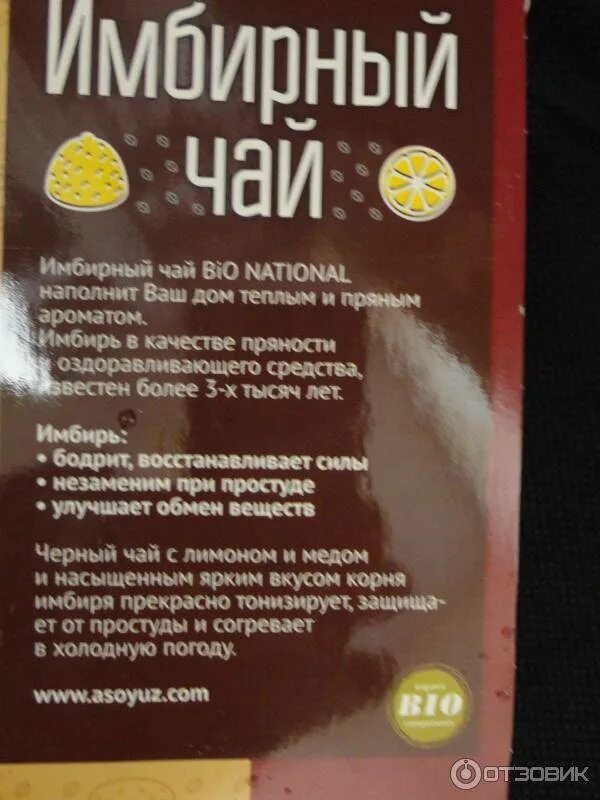 Имбирный
чай
Имбирный чай BiO NATIONAL
наполнит Ваш дом теплым и пряным
ароматом.
Имбирь в качестве пряности
и оздоравливающего средства,
известен более 3-х тысяч лет.
Имбирь:
• бодрит, восстанавливает силы
• незаменим при простуде
• улучшает обмен веществ
Черный чай с лимоном и медом
и насыщенным ярким вкусом корня
имбиря прекрасно тонизирует, защища-
ет от простуды и согревает
в холодную погоду.
www.asoyuz.com
BIO
ОТЗОВИК